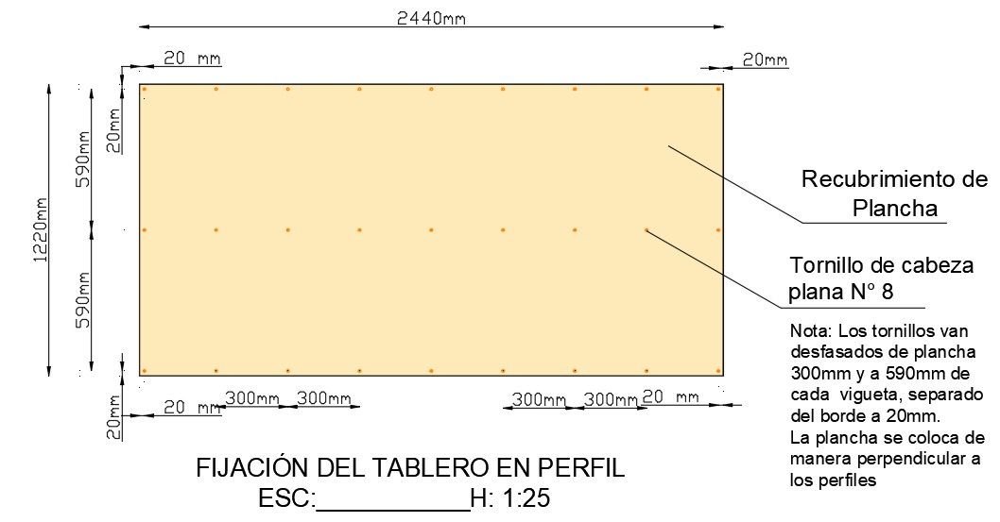 2440mm
20 mm
20mm
20mm
590mm
1220mm
590mm
20mm
20 mm
300mm
300mm
300mm
300mm
20 mm
Recubrimiento de
Plancha
Tornillo de cabeza
plana N° 8
Nota: Los tornillos van
desfasados de plancha
300mm y a 590mm de
cada vigueta, separado
del borde a 20mm.
La plancha se coloca de
manera perpendicular a
los perfiles
FIJACIÓN DEL TABLERO EN PERFIL
ESC:___________H: 1:25